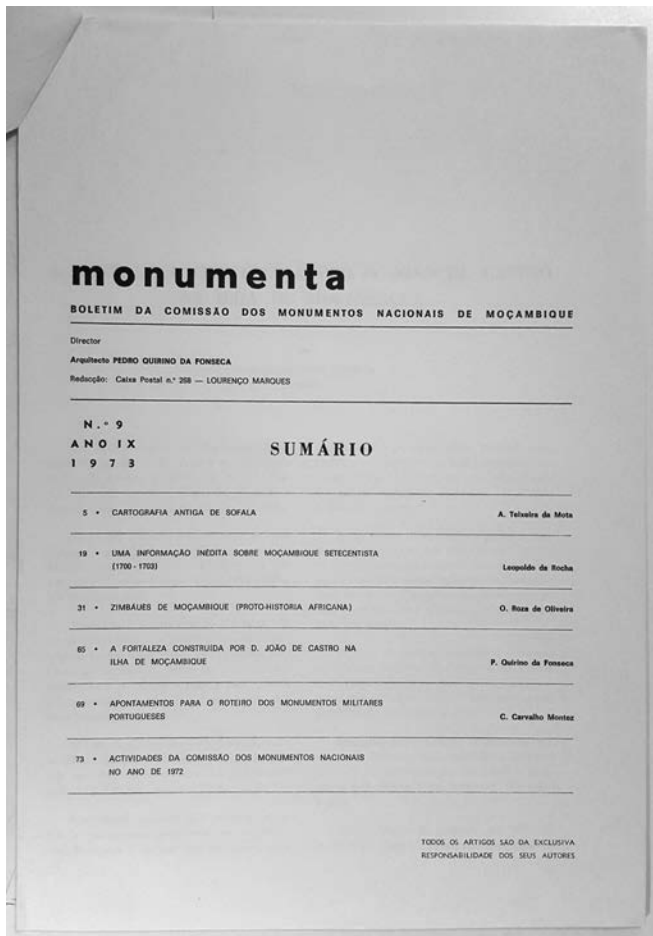 monumenta
BOLETIM DA COMISSÃO DOS MONUMENTOS NACIONAIS DE MOÇAMBIQUE
Director
Arquitecto PEDRO QUIRINO DA FONSECA
Redacção: Caixa Postal n.º 268 — LOURENÇO MARQUES
N.º 9
ANO IX
1973
SUMÁRIO
5 • CARTOGRAFIA ANTIGA DE SOFALA A. Teixeira da Mota
19 • UMA INFORMAÇÃO INÉDITA SOBRE MOÇAMBIQUE SETECENTISTA
(1700-1703) Leopoldo da Rocha
31 • ZIMBÁUES DE MOÇAMBIQUE (PROTO-HISTORIA AFRICANA) O. Roza de Oliveira
65 • A FORTALEZA CONSTRUIDA POR D. JOÃO DE CASTRO NA
ILHA DE MOÇAMBIQUE P. Quirino da Fonseca
69 • APONTAMENTOS PARA O ROTEIRO DOS MONUMENTOS MILITARES
PORTUGUESES C. Carvalho Montez
73 • ACTIVIDADES DA COMISSÃO DOS MONUMENTOS NACIONAIS
NO ANO DE 1972
TODOS OS ARTIGOS SÃO DA EXCLUSIVA
RESPONSABILIDADE DOS SEUS AUTORES